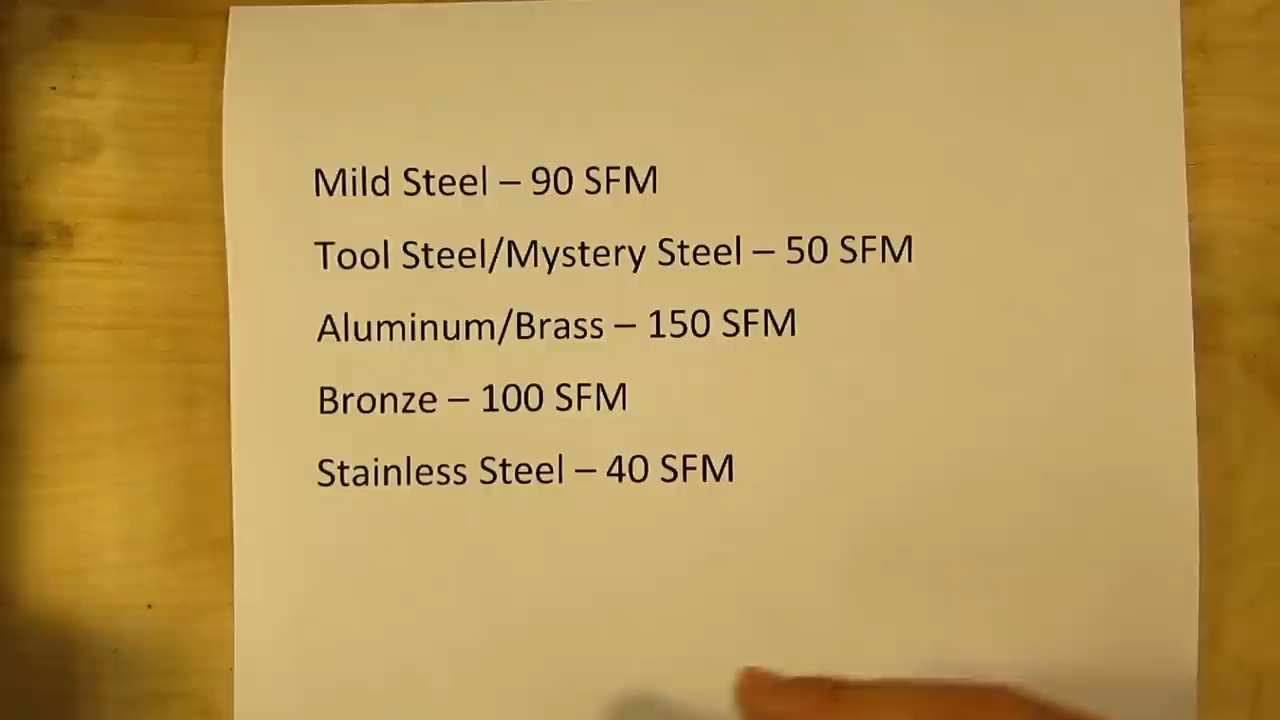 Mild Steel – 90 SFM
Tool Steel/Mystery Steel – 50 SFM
Aluminum/Brass – 150 SFM
Bronze – 100 SFM
Stainless Steel – 40 SFM